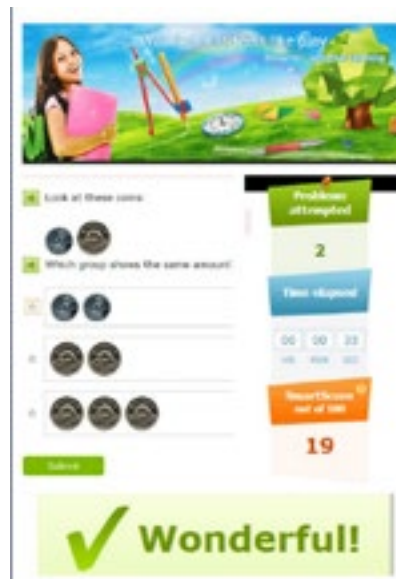 Look at these coins:
Which group shows the same amount?
Problems
attempted
2
Time elapsed
00 00 33
HR MIN SEC
SmartScore
out of 100
19
Submit
Wonderful!